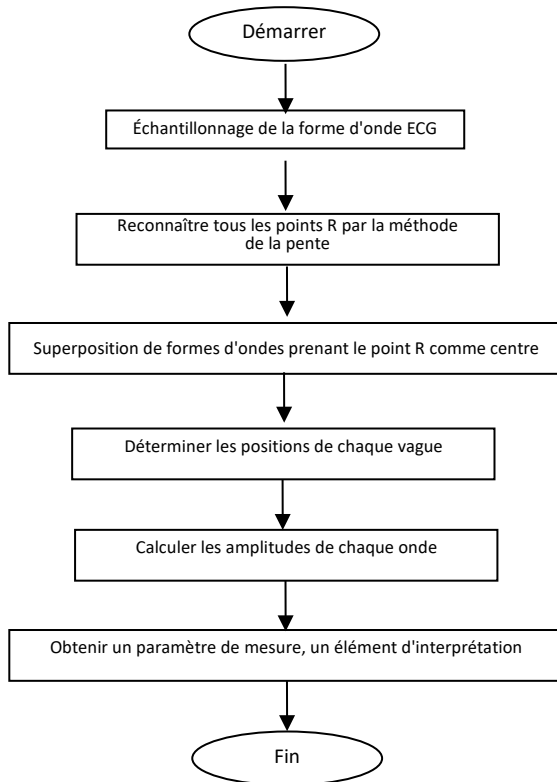 Démarrer
Échantillonnage de la forme d'onde ECG
Reconnaître tous les points R par la méthode
de la pente
Superposition de formes d'ondes prenant le point R comme centre
Déterminer les positions de chaque vague
Calculer les amplitudes de chaque onde
Obtenir un paramètre de mesure, un élément d'interprétation
Fin